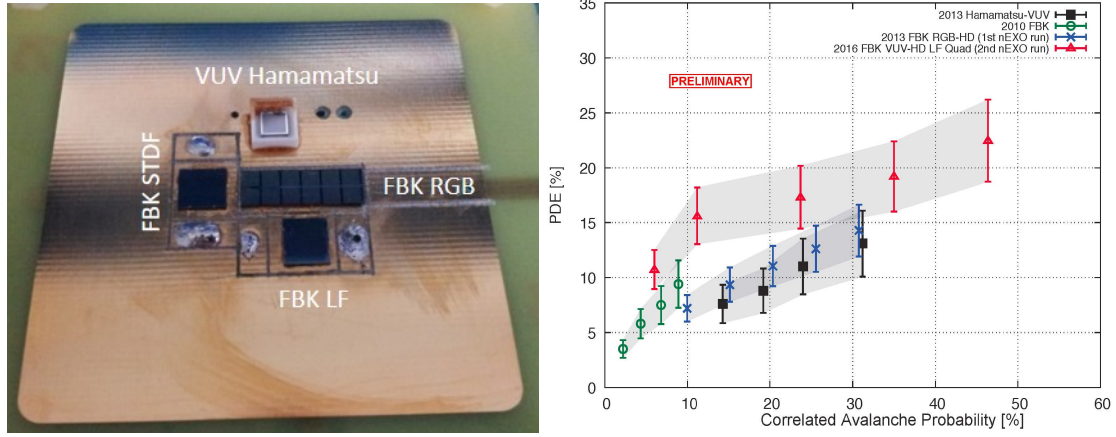 VUV Hamamatsu
FBK STDF
FBK RGB
FBK LF
35
30
25
20
15
10
5
0
PDE [%]
2013 Hamamatsu-VUV
2010 FBK
2013 FBK RGB-HD (1st nEXO run)
2016 FBK VUV-HD LF Quad (2nd nEXO run)
PRELIMINARY
0 10 20 30 40 50 60
Correlated Avalanche Probability [%]